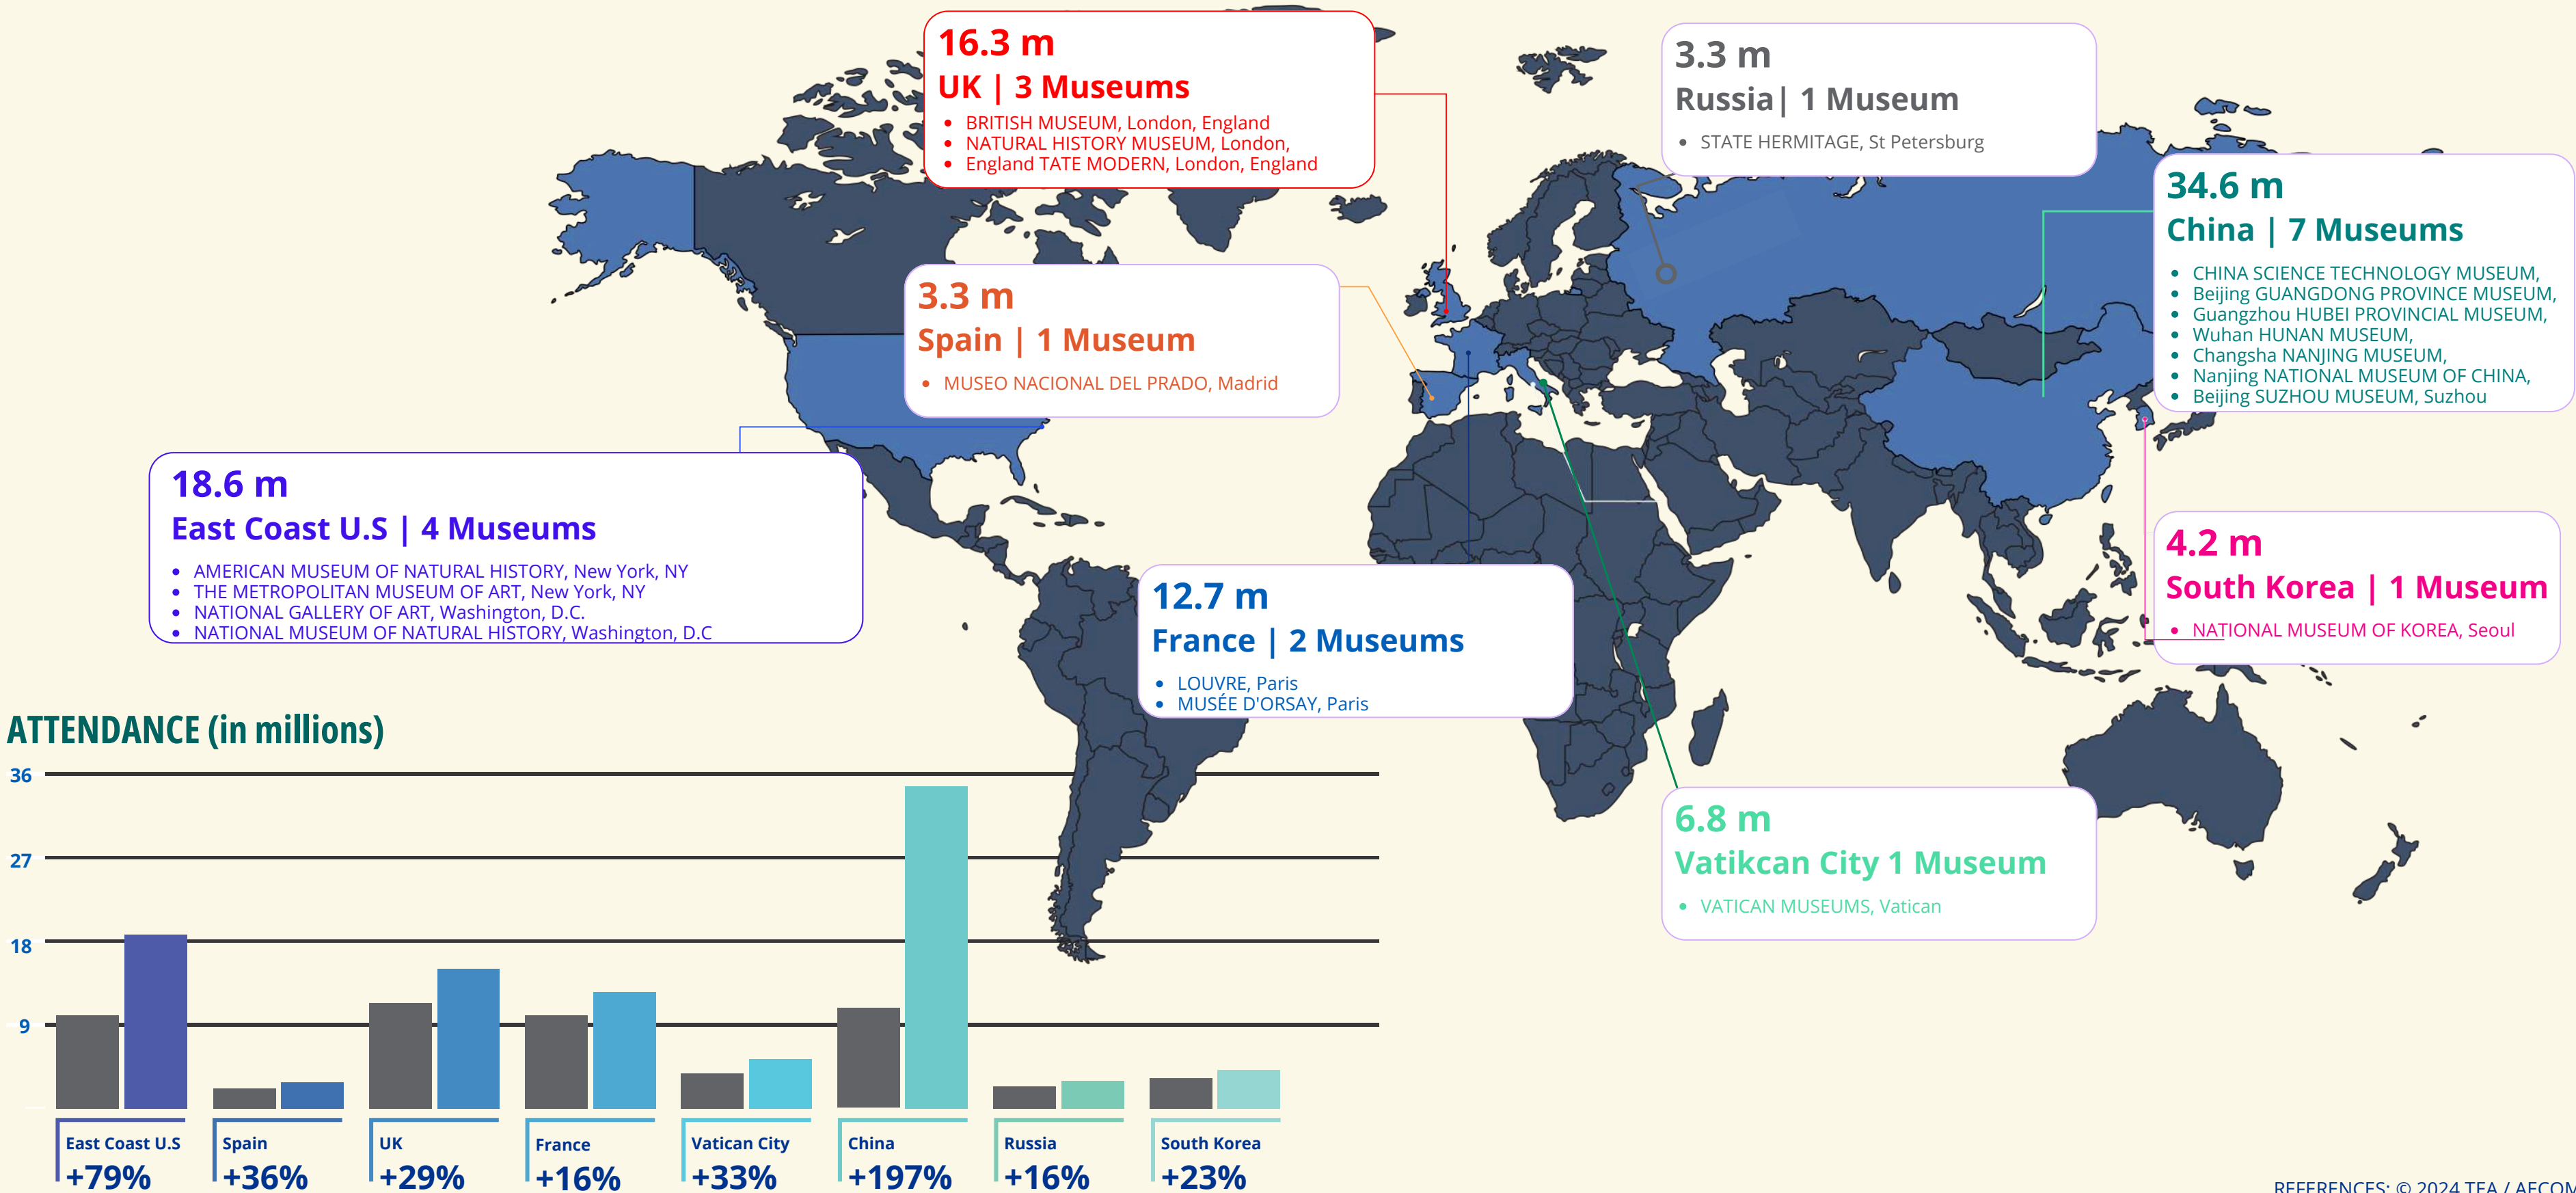 16.3 m
UK | 3 Museums
• BRITISH MUSEUM, London, England
• NATURAL HISTORY MUSEUM, London,
• England TATE MODERN, London, England
3.3 m
Russia| 1 Museum
• STATE HERMITAGE, St Petersburg
34.6 m
China | 7 Museums
• CHINA SCIENCE TECHNOLOGY MUSEUM,
• Beijing GUANGDONG PROVINCE MUSEUM,
• Guangzhou HUBEI PROVINCIAL MUSEUM,
• Wuhan HUNAN MUSEUM,
• Changsha NANJING MUSEUM,
• Nanjing NATIONAL MUSEUM OF CHINA,
• Beijing SUZHOU MUSEUM, Suzhou
3.3 m
Spain | 1 Museum
• MUSEO NACIONAL DEL PRADO, Madrid
18.6 m
East Coast U.S | 4 Museums
• AMERICAN MUSEUM OF NATURAL HISTORY, New York, NY
• THE METROPOLITAN MUSEUM OF ART, New York, NY
• NATIONAL GALLERY OF ART, Washington, D.C.
• NATIONAL MUSEUM OF NATURAL HISTORY, Washington, D.C
4.2 m
South Korea | 1 Museum
• NATIONAL MUSEUM OF KOREA, Seoul
12.7 m
France | 2 Museums
• LOUVRE, Paris
• MUSÉE D'ORSAY, Paris
6.8 m
Vatikcan City 1 Museum
• VATICAN MUSEUMS, Vatican
ATTENDANCE (in millions)
36
27
18
9
East Coast U.S
+79%
Spain
+36%
UK
+29%
France
+16%
Vatican City
+33%
China
+197%
Russia
+16%
South Korea
+23%
REFERENCES: © 2024 TEA / AECOM